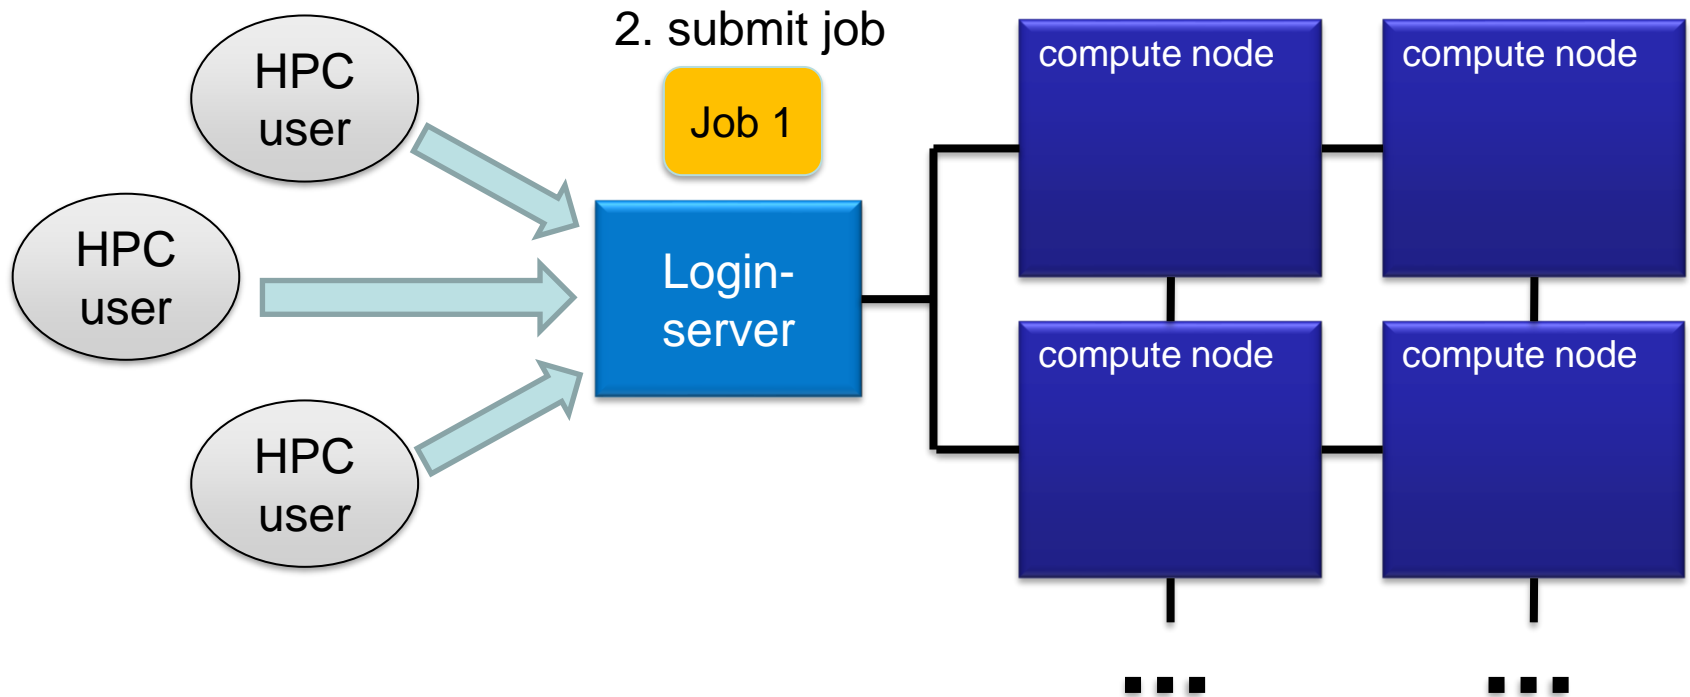 2. submit job
HPC
user
Job 1
HPC
user
Login-
server
HPC
user
compute node
compute node
compute node
compute node
...
...